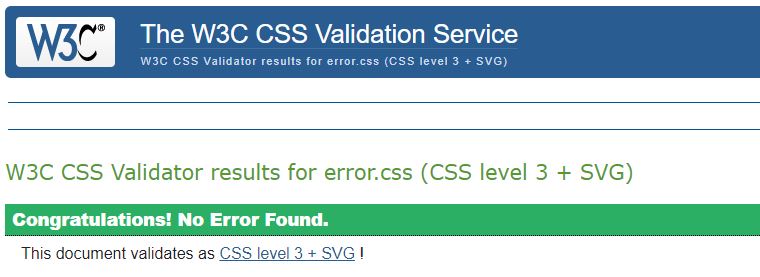 W3C® The W3C CSS Validation Service
W3C CSS Validator results for error.css (CSS level 3 + SVG)
W3C CSS Validator results for error.css (CSS level 3 + SVG)
Congratulations! No Error Found.
This document validates as CSS level 3 + SVG !